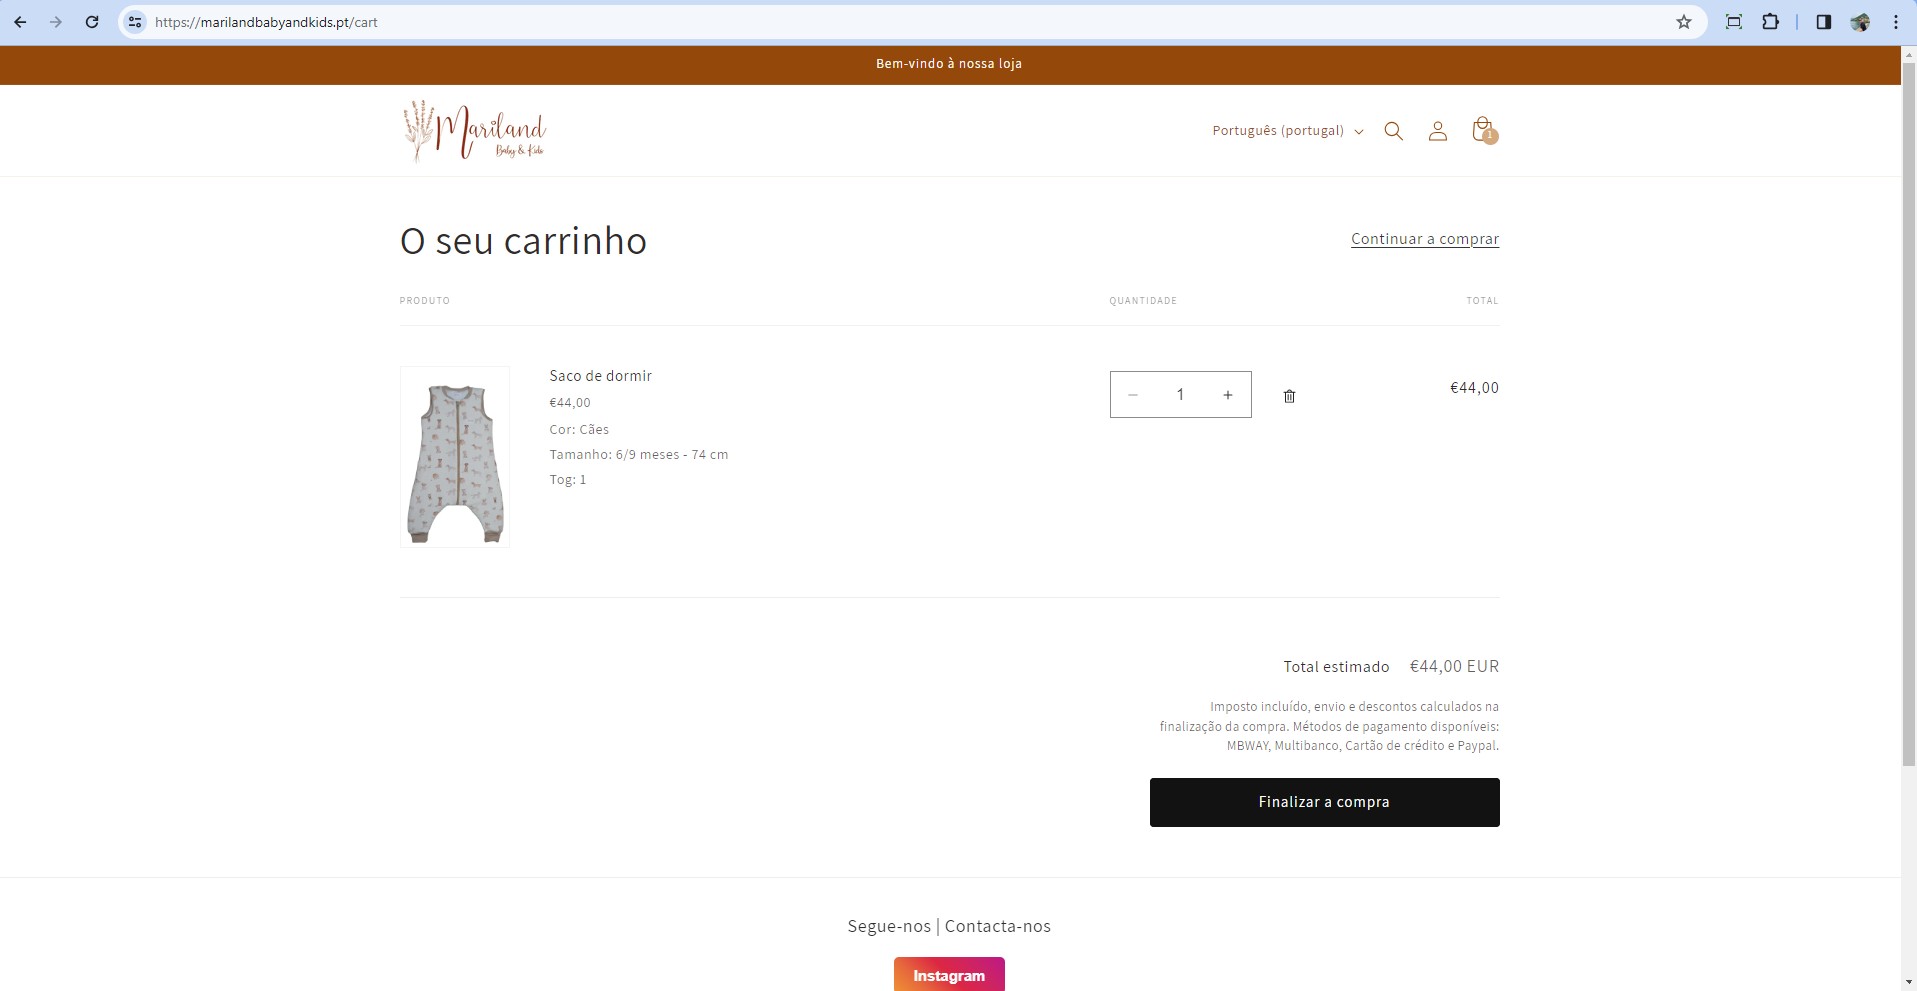 https://marilandbabyandkids.pt/cart
Bem-vindo à nossa loja
Mariland
Baby & Kids
Português (portugal)
1
O seu carrinho
Continuar a comprar
PRODUTO
QUANTIDADE
TOTAL
Saco de dormir
€44,00
Cor: Cães
Tamanho: 6/9 meses - 74 cm
Tog: 1
− 1 +
€44,00
Total estimado €44,00 EUR
Imposto incluído, envio e descontos calculados na
finalização da compra. Métodos de pagamento disponíveis:
MBWAY, Multibanco, Cartão de crédito e Paypal.
Finalizar a compra
Segue-nos | Contacta-nos
Instagram